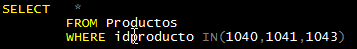 SELECT *
FROM Productos
WHERE idproducto IN(1040,1041,1043)